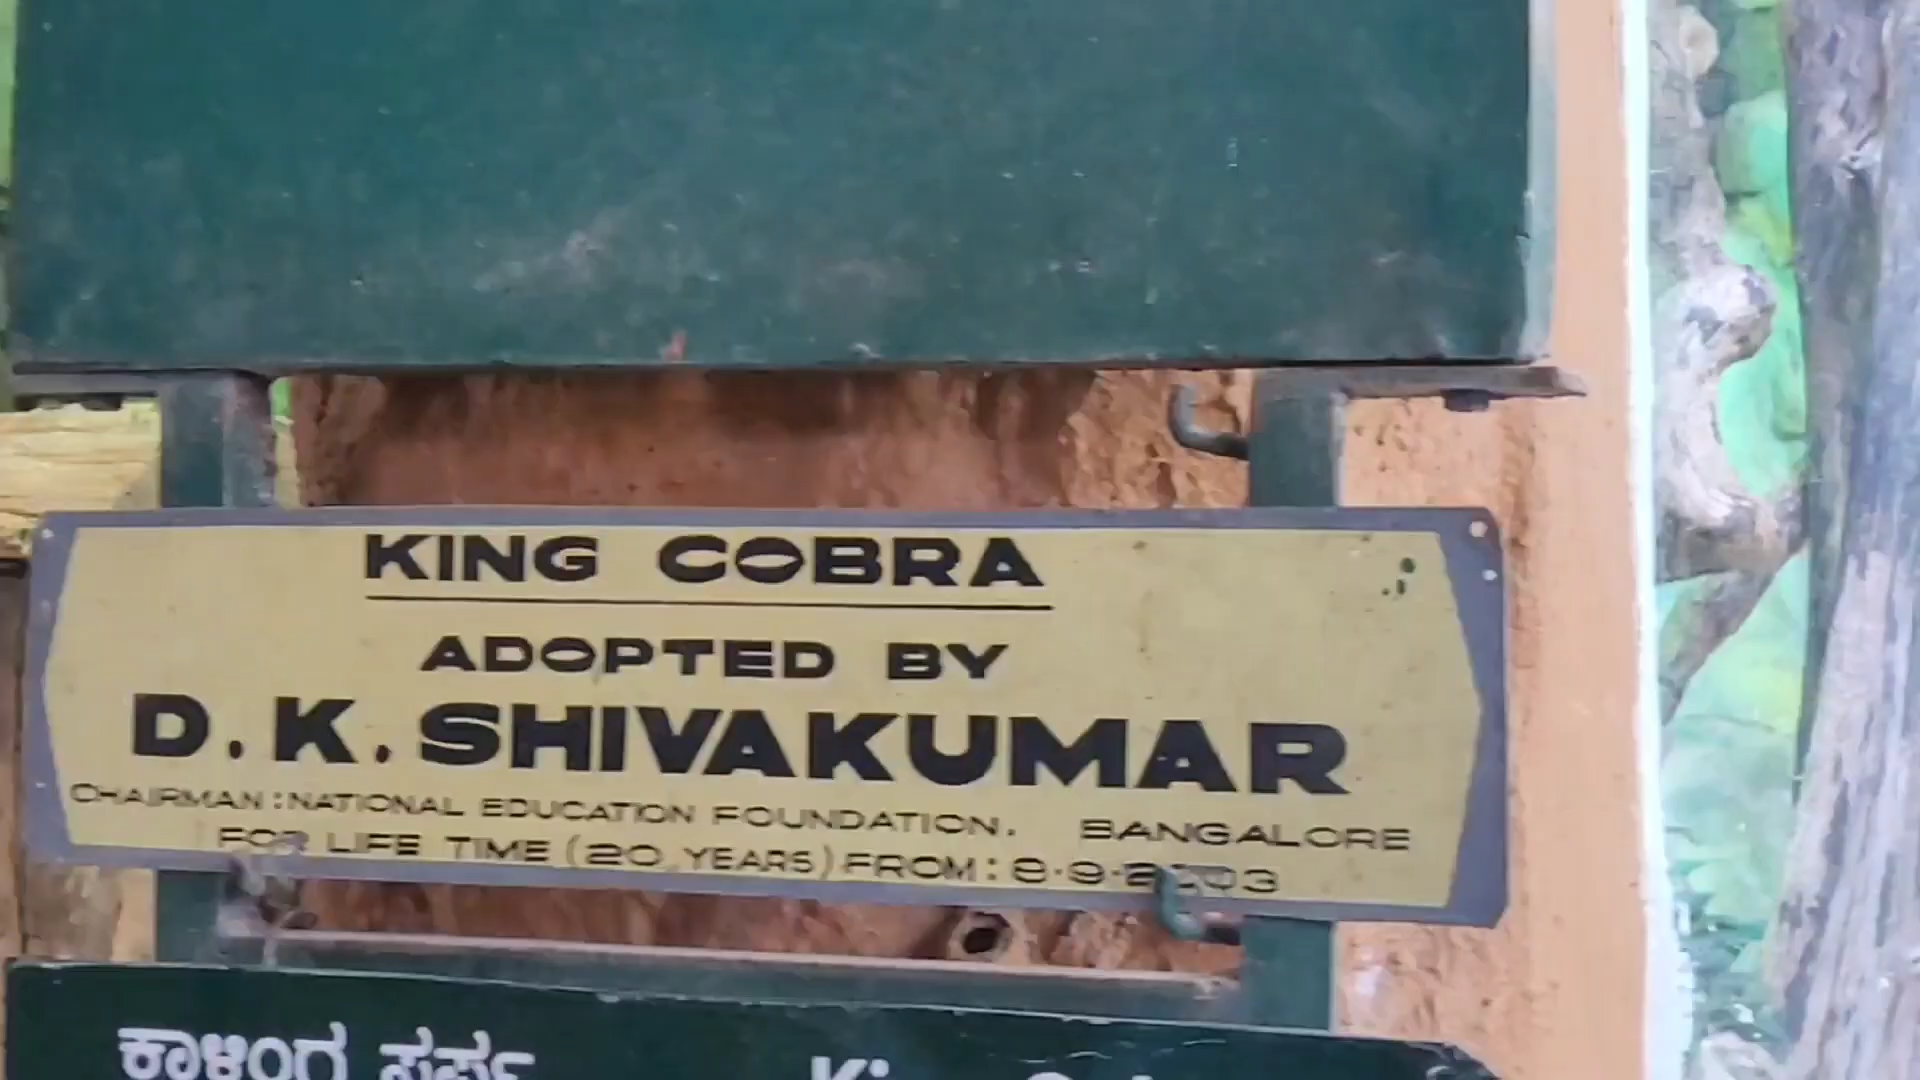 KING COBRA
ADOPTED BY
D.K.SHIVAKUMAR
CHAIRMAN:NATIONAL EDUCATION FOUNDATION. BANGALORE
FOR LIFE TIME (20 YEARS) FROM: 8-9-2003
ಕಾಳಿಂಗ ಸರ್ಪ